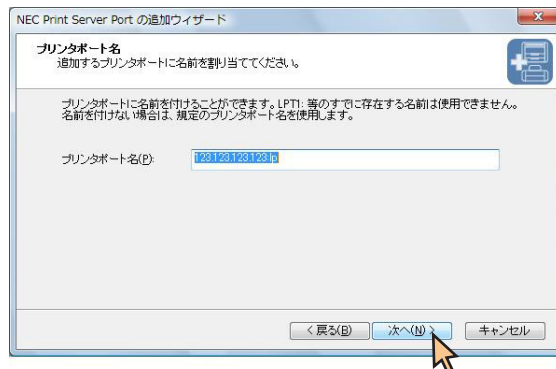 NEC Print Server Port の追加ウィザード
プリンタポート名
追加するプリンタポートに名前を割り当ててください。
プリンタポートに名前を付けることができます。LPT1: 等のすでに存在する名前は使用できません。
名前を付けない場合は、規定のプリンタポート名を使用します。
プリンタポート名(P): 123.123.123.123:lp
< 戻る(B) 次へ(N) > キャンセル